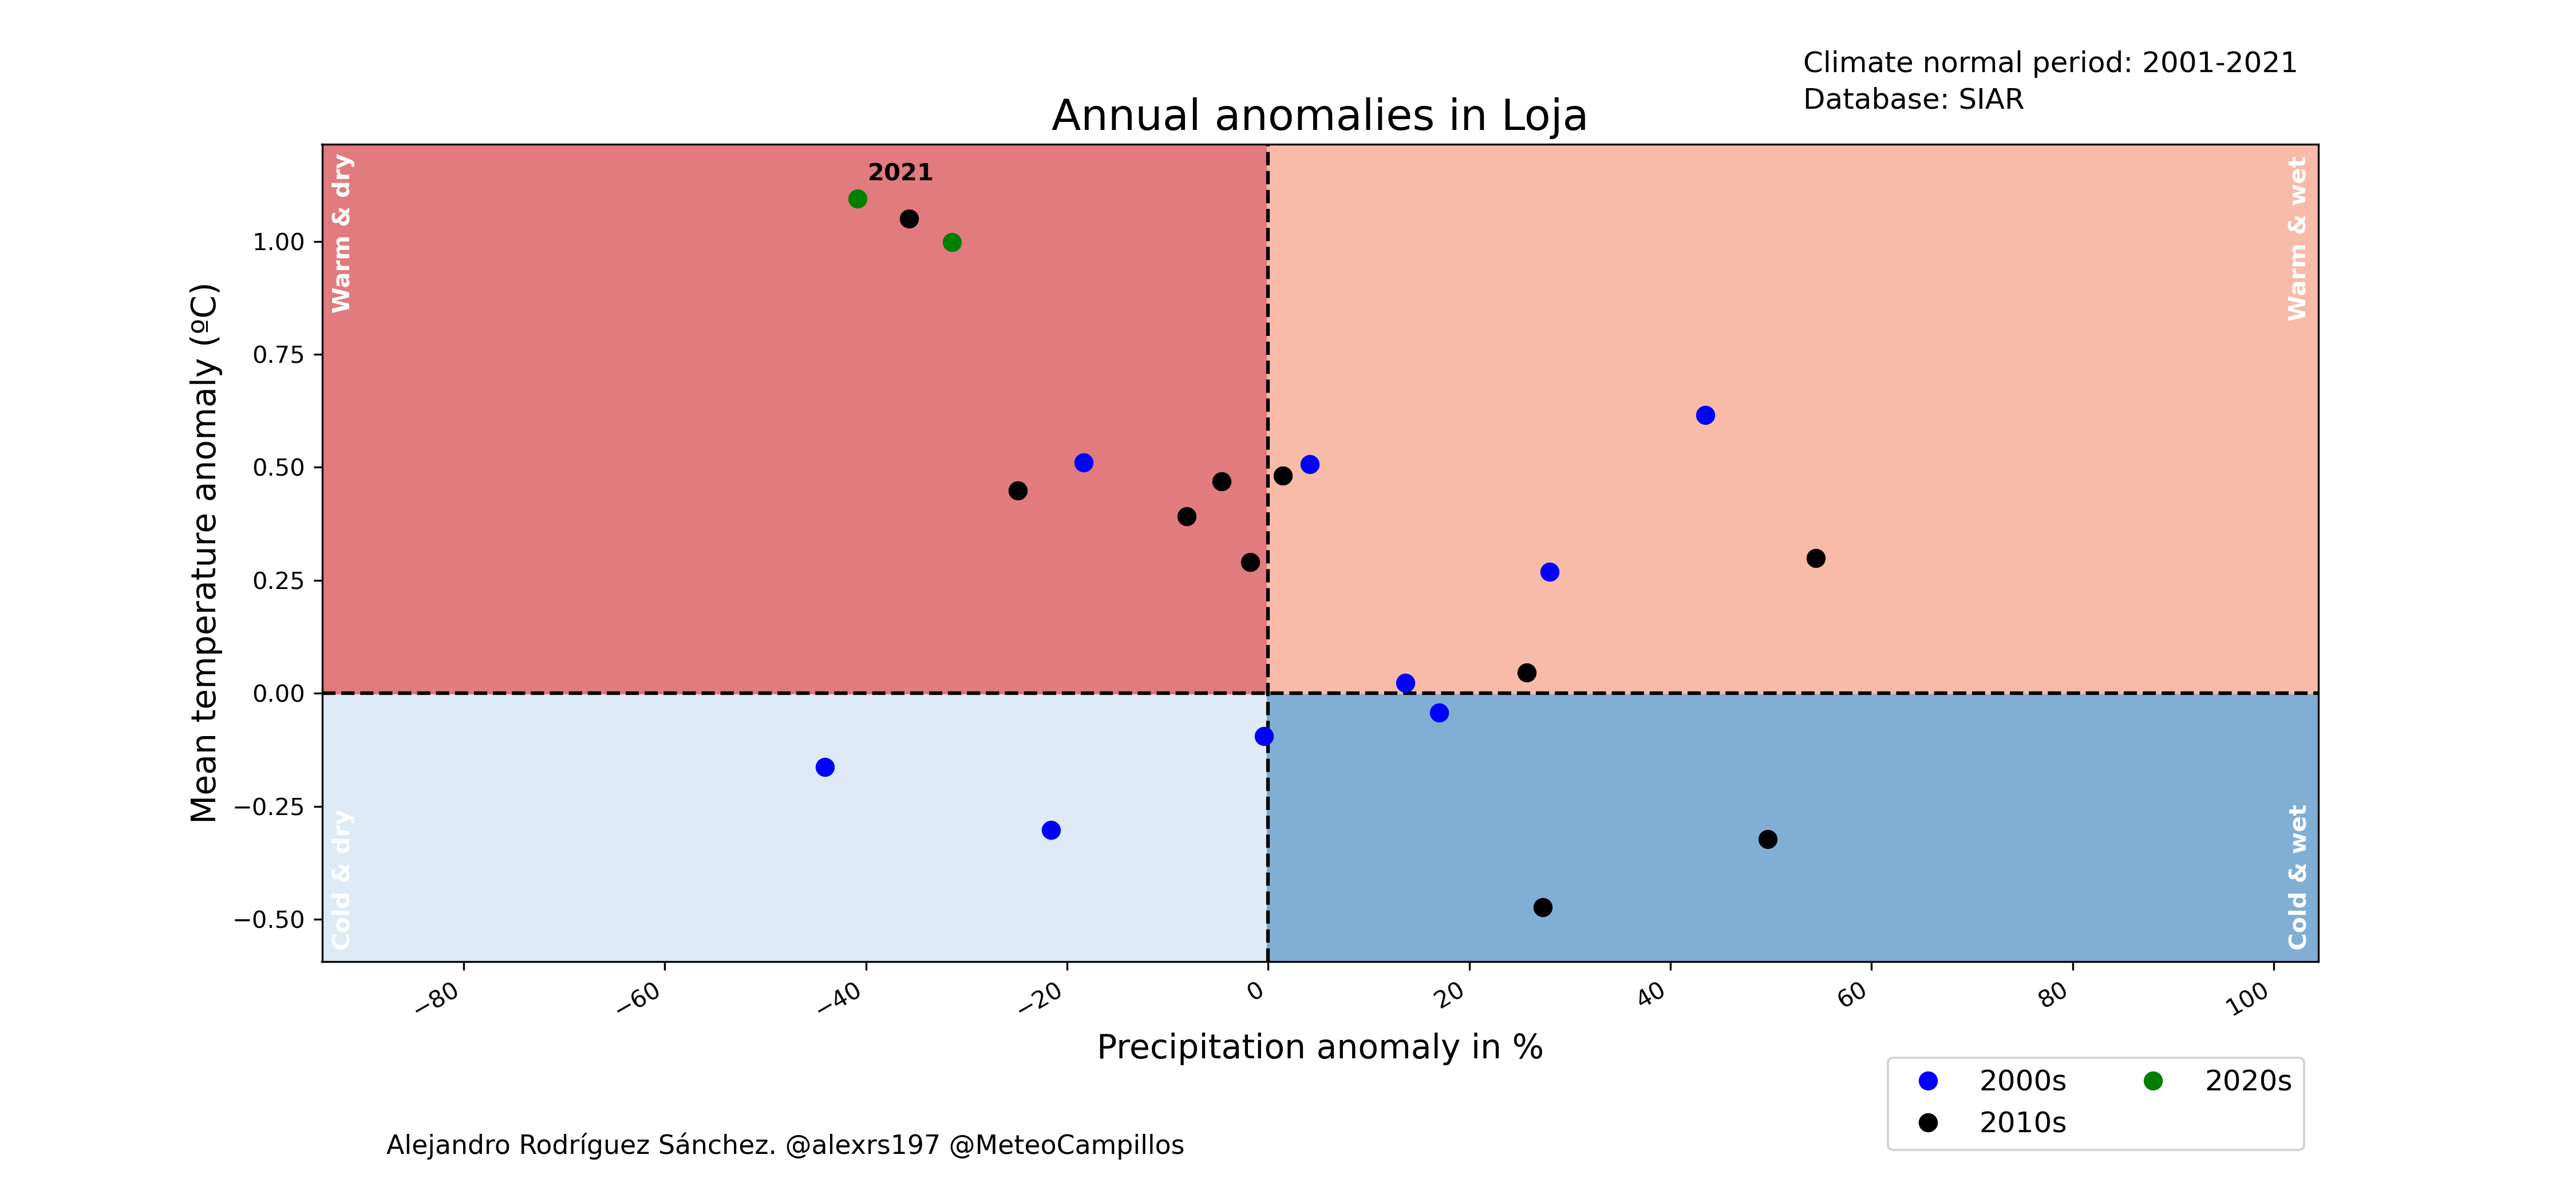 Climate normal period: 2001-2021
Database: SIAR
Annual anomalies in Loja
Warm & dry
2021
Warm & wet
Mean temperature anomaly (ºC)
1.00
0.75
0.50
0.25
0.00
−0.25
−0.50
Cold & dry
Cold & wet
−80
−60
−40
−20
0
20
40
60
80
100
Precipitation anomaly in %
2000s
2010s
2020s
Alejandro Rodríguez Sánchez. @alexrs197 @MeteoCampillos